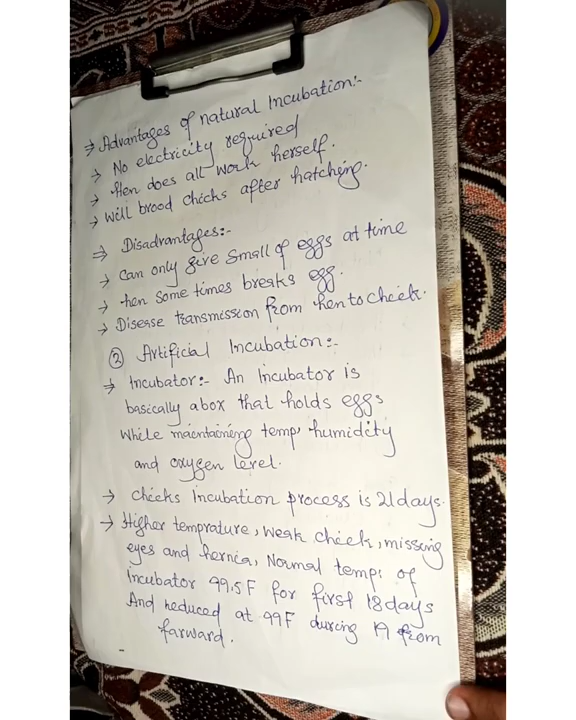 ⇒ Advantages of natural Incubation:-
→ No electricity required
→ Hen does all work herself.
→ Will brood chicks after hatching.
⇒ Disadvantages:-
→ Can only give Small of eggs at time
→ hen some times breaks egg.
→ Disease transmission from hen to check.
② Artificial Incubation:-
⇒ Incubator:- An Incubator is
basically abox that holds eggs
While maintaining temp, humidity
and oxygen level.
→ chicks Incubation process is 21 days.
→ Higher temprature, weak check, missing
eyes and hernia, Normal temp: of
incubator 99.5 F for first 18 days
And reduced at 99 F during 19 from
farward.